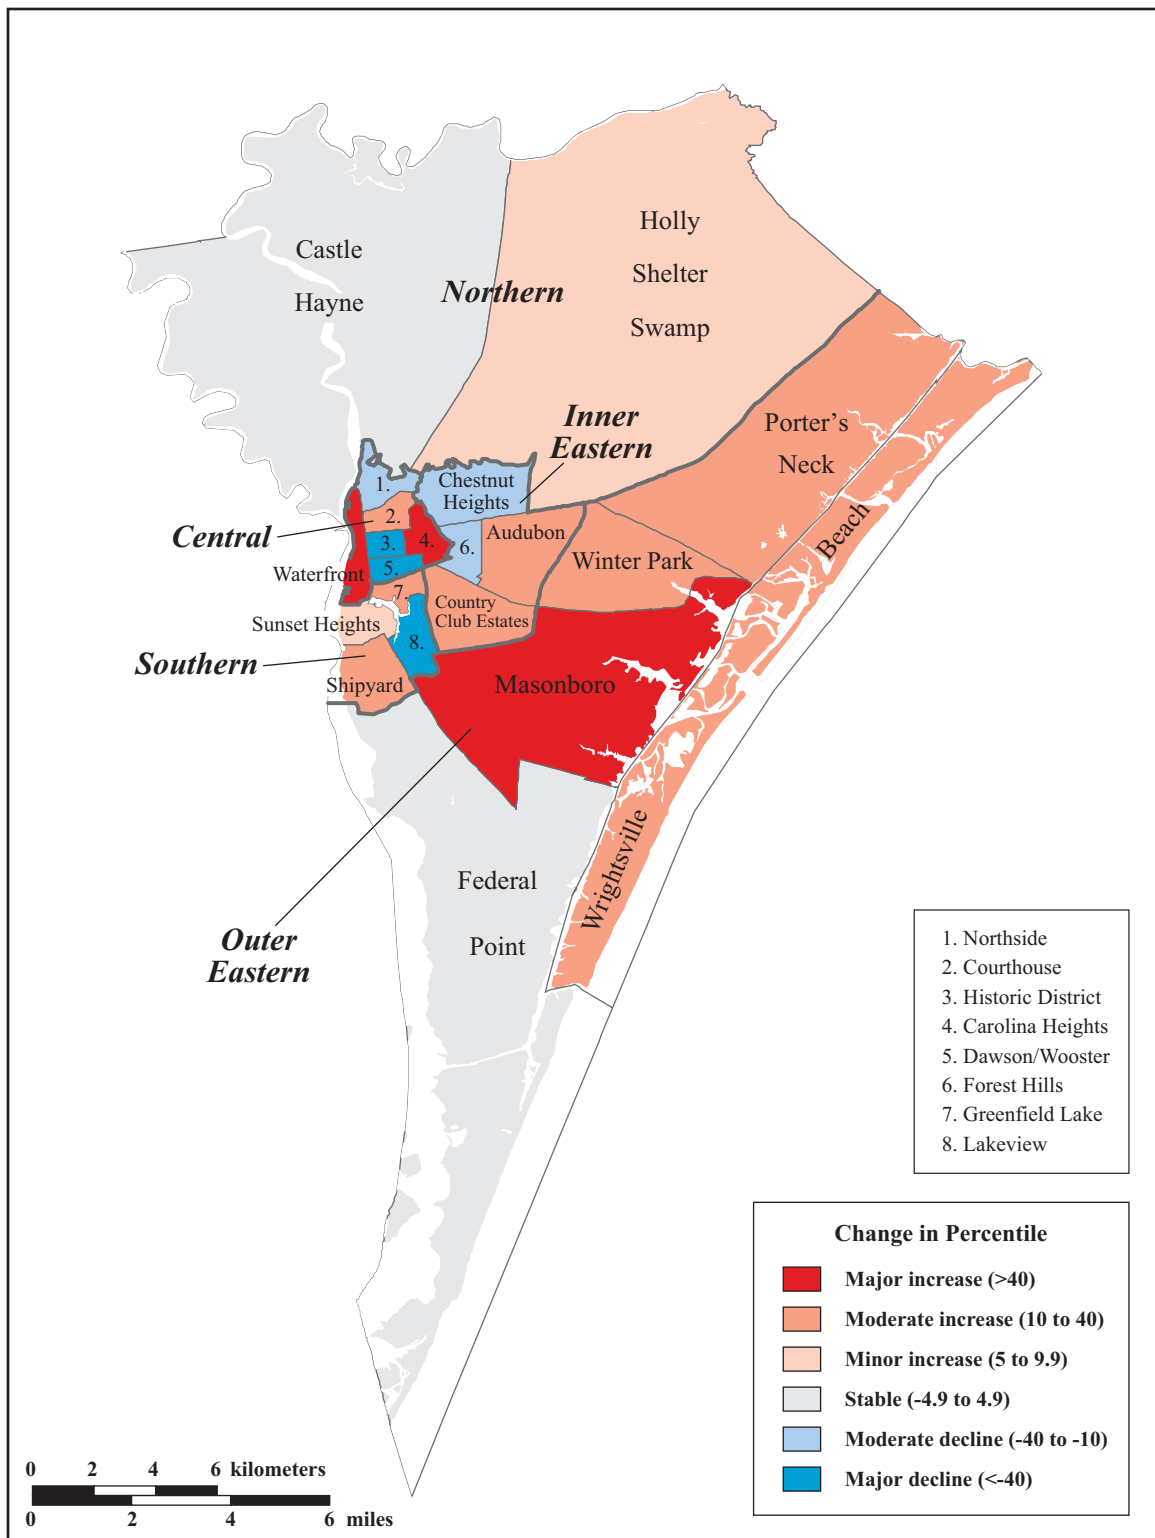 Holly
Shelter
Swamp
Castle
Hayne
Northern
Inner
Eastern
Porter's
Neck
Chestnut
Heights
1.
2.
3.
4.
5.
6.
7.
8.
Central
Audubon
Winter Park
Beach
Waterfront
Country
Club Estates
Sunset Heights
Southern
Shipyard
Masonboro
Wrightsville
Federal
Point
Outer
Eastern
1. Northside
2. Courthouse
3. Historic District
4. Carolina Heights
5. Dawson/Wooster
6. Forest Hills
7. Greenfield Lake
8. Lakeview
Change in Percentile
Major increase (>40)
Moderate increase (10 to 40)
Minor increase (5 to 9.9)
Stable (-4.9 to 4.9)
Moderate decline (-40 to -10)
Major decline (<-40)
0 2 4 6 kilometers
0 2 4 6 miles